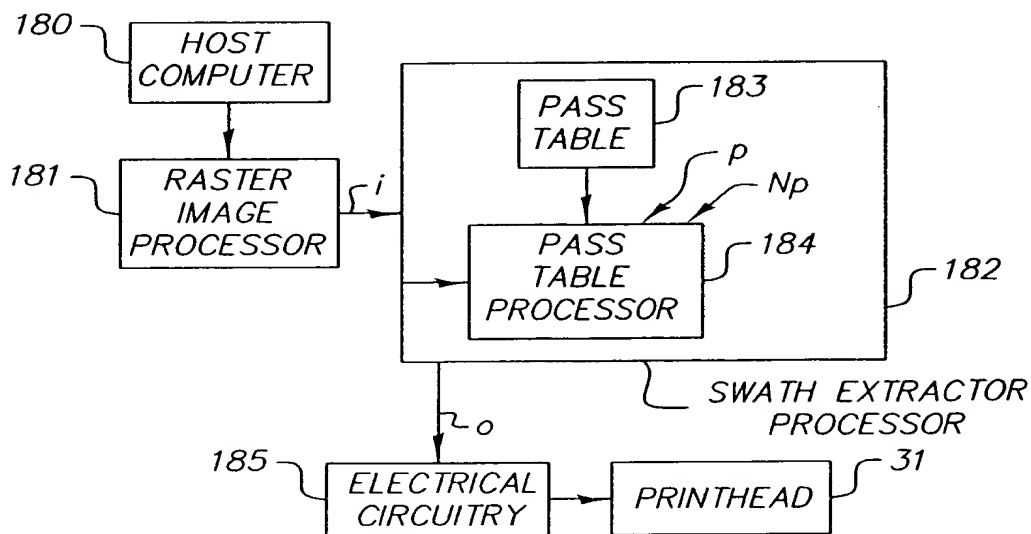 180
HOST
COMPUTER
181
RASTER
IMAGE
PROCESSOR
i
PASS
TABLE
183
p
Np
PASS
TABLE
PROCESSOR
184
182
SWATH EXTRACTOR
PROCESSOR
o
185
ELECTRICAL
CIRCUITRY
PRINTHEAD
31